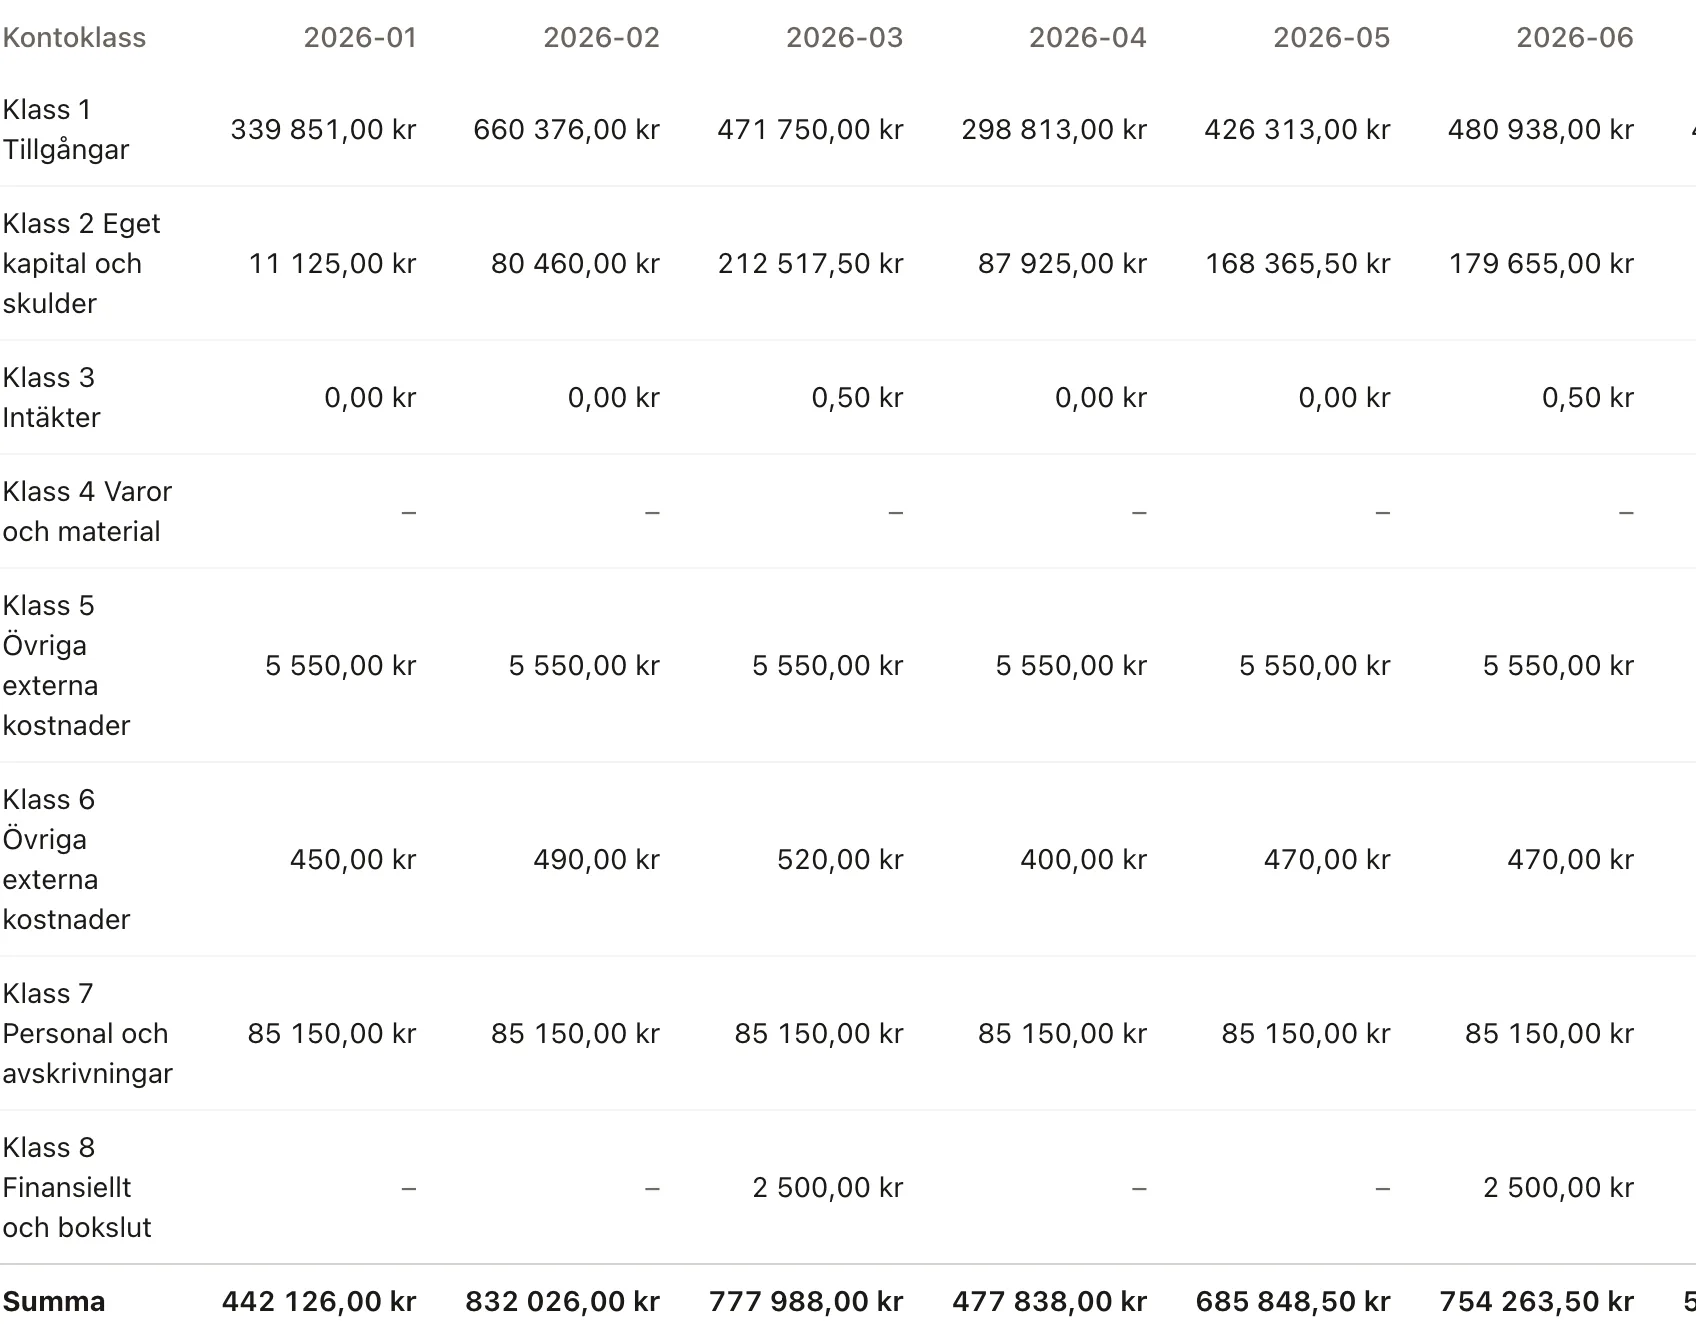 Kontoklass 2026-01 2026-02 2026-03 2026-04 2026-05 2026-06
Klass 1
Tillgångar
339 851,00 kr 660 376,00 kr 471 750,00 kr 298 813,00 kr 426 313,00 kr 480 938,00 kr
Klass 2 Eget
kapital och
skulder
11 125,00 kr 80 460,00 kr 212 517,50 kr 87 925,00 kr 168 365,50 kr 179 655,00 kr
Klass 3
Intäkter
0,00 kr 0,00 kr 0,50 kr 0,00 kr 0,00 kr 0,50 kr
Klass 4 Varor
och material
– – – – – –
Klass 5
Övriga
externa
kostnader
5 550,00 kr 5 550,00 kr 5 550,00 kr 5 550,00 kr 5 550,00 kr 5 550,00 kr
Klass 6
Övriga
externa
kostnader
450,00 kr 490,00 kr 520,00 kr 400,00 kr 470,00 kr 470,00 kr
Klass 7
Personal och
avskrivningar
85 150,00 kr 85 150,00 kr 85 150,00 kr 85 150,00 kr 85 150,00 kr 85 150,00 kr
Klass 8
Finansiellt
och bokslut
– – 2 500,00 kr – – 2 500,00 kr
Summa 442 126,00 kr 832 026,00 kr 777 988,00 kr 477 838,00 kr 685 848,50 kr 754 263,50 kr